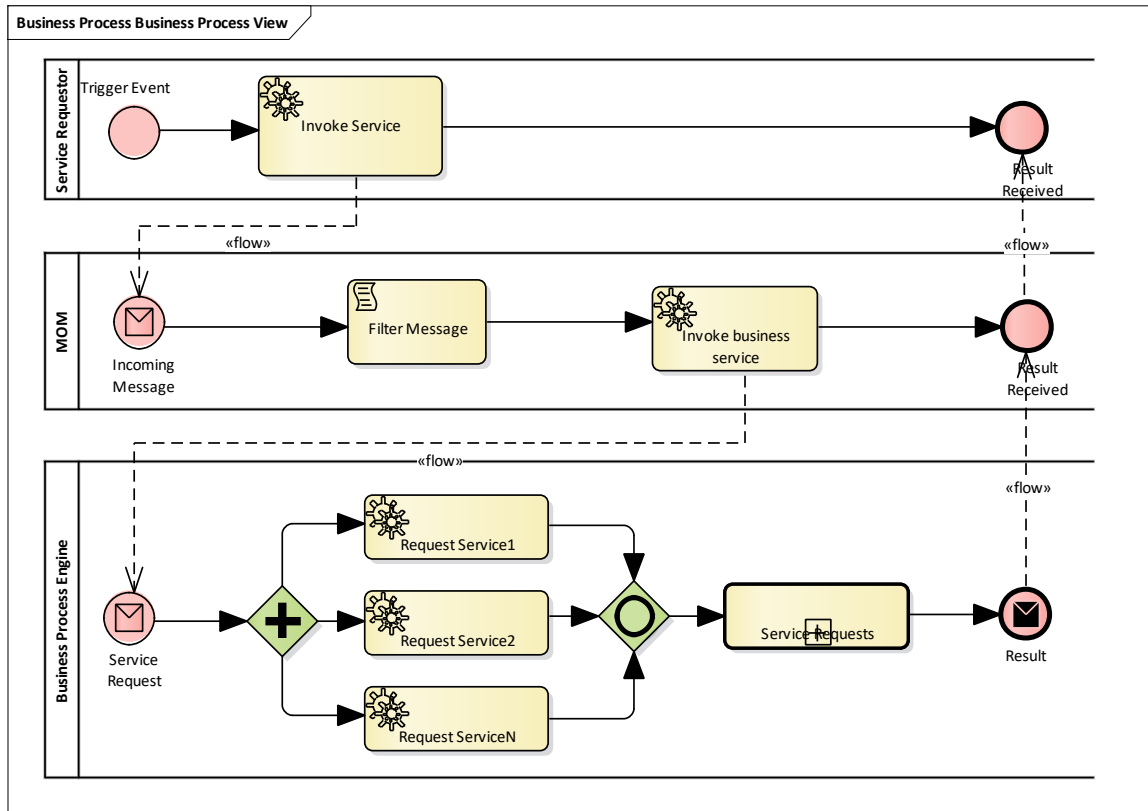 Business Process Business Process View
Service Requestor
Trigger Event
Invoke Service
Result
Received
«flow»
«flow»
MOM
Incoming
Message
Filter Message
Invoke business
service
Result
Received
«flow»
«flow»
Business Process Engine
Service
Request
Request Service1
Request Service2
Request ServiceN
Service Requests
Result